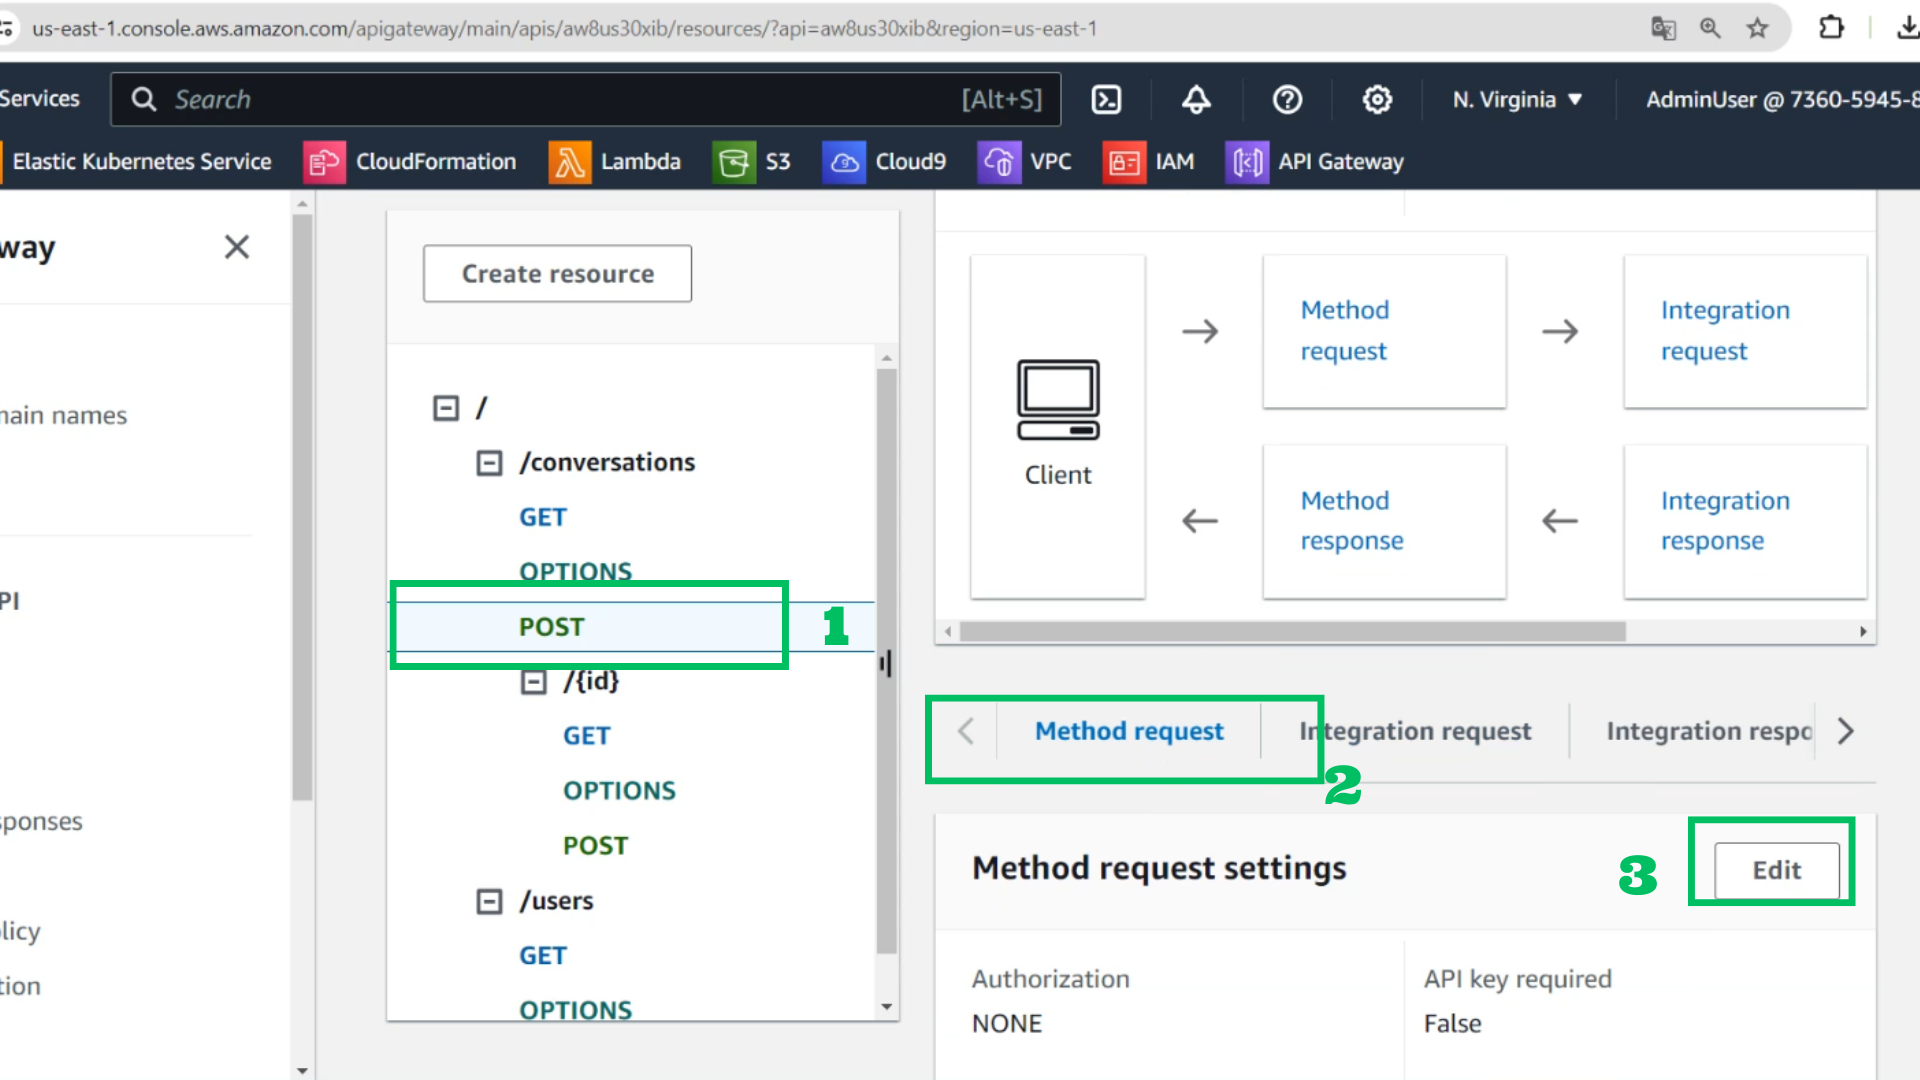 us-east-1.console.aws.amazon.com/apigateway/main/apis/aw8us30xib/resources/?api=aw8us30xib&region=us-east-1
Services
Search
[Alt+S]
N. Virginia
AdminUser @ 7360-5945-8
Elastic Kubernetes Service
CloudFormation
Lambda
S3
Cloud9
VPC
IAM
API Gateway
way
main names
PI
sponses
licy
tion
Create resource
/
/conversations
GET
OPTIONS
POST
1
/{id}
GET
OPTIONS
POST
/users
GET
OPTIONS
Client
Method
request
Integration
request
Method
response
Integration
response
Method request
Integration request
Integration respo
2
Method request settings
3
Edit
Authorization
NONE
API key required
False